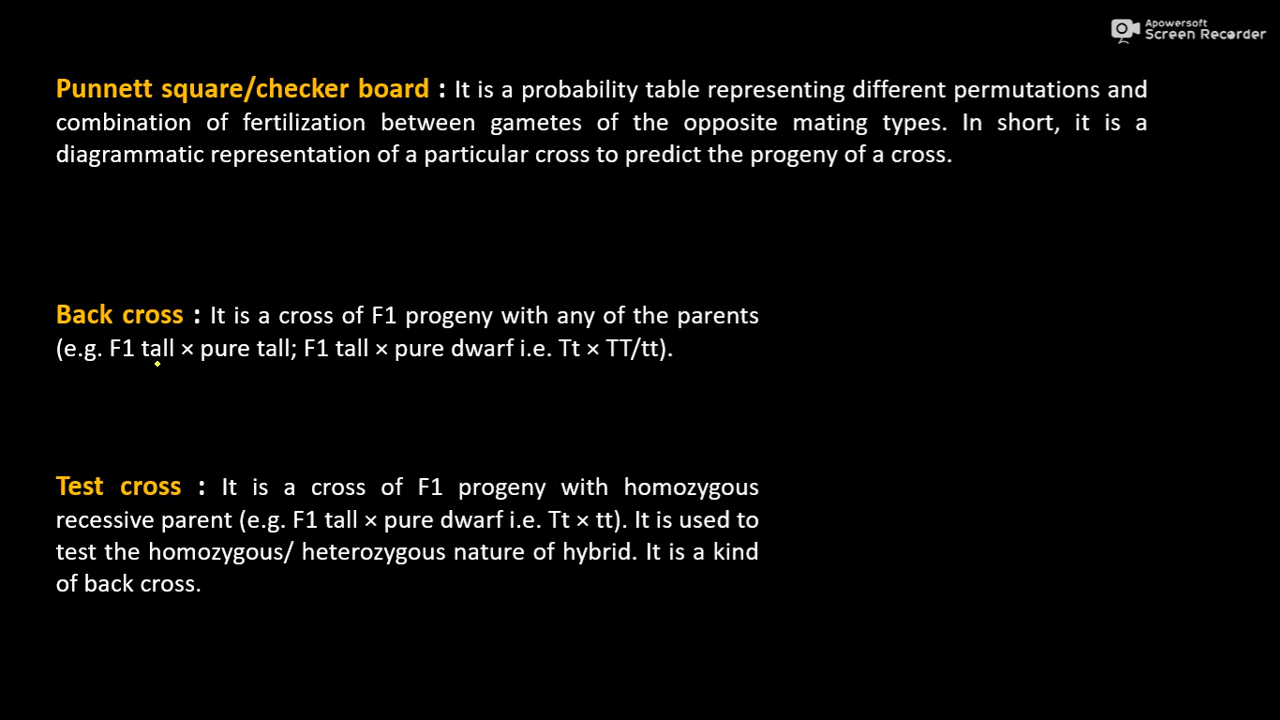 Apowersoft
Screen Recorder
Punnett square/checker board : It is a probability table representing different permutations and
combination of fertilization between gametes of the opposite mating types. In short, it is a
diagrammatic representation of a particular cross to predict the progeny of a cross.
Back cross : It is a cross of F1 progeny with any of the parents
(e.g. F1 tall × pure tall; F1 tall × pure dwarf i.e. Tt × TT/tt).
Test cross : It is a cross of F1 progeny with homozygous
recessive parent (e.g. F1 tall × pure dwarf i.e. Tt × tt). It is used to
test the homozygous/ heterozygous nature of hybrid. It is a kind
of back cross.